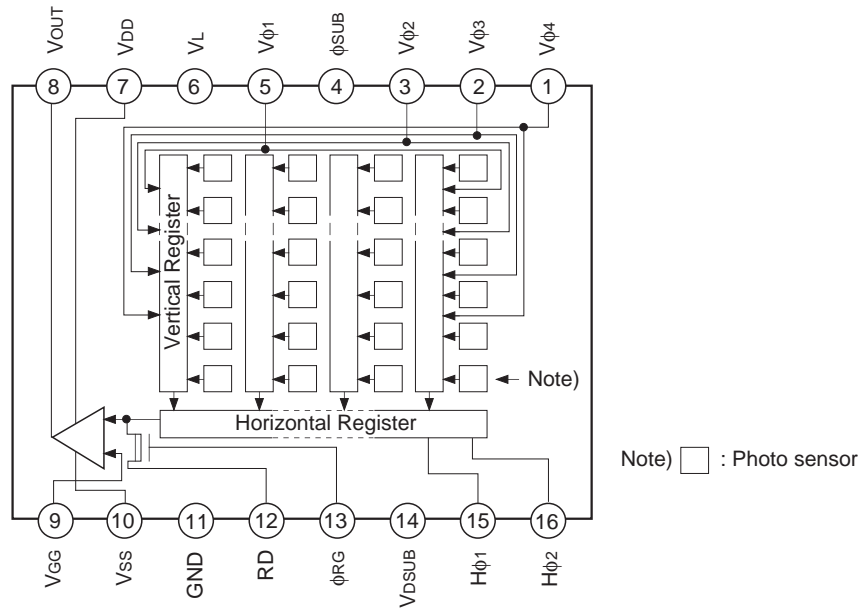 VOUT
VDD
VL
Vϕ1
ϕSUB
Vϕ2
Vϕ3
Vϕ4
8
7
6
5
4
3
2
1
Vertical Register
Note)
Horizontal Register
Note) : Photo sensor
9
10
11
12
13
14
15
16
VGG
VSS
GND
RD
ϕRG
VDSUB
Hϕ1
Hϕ2